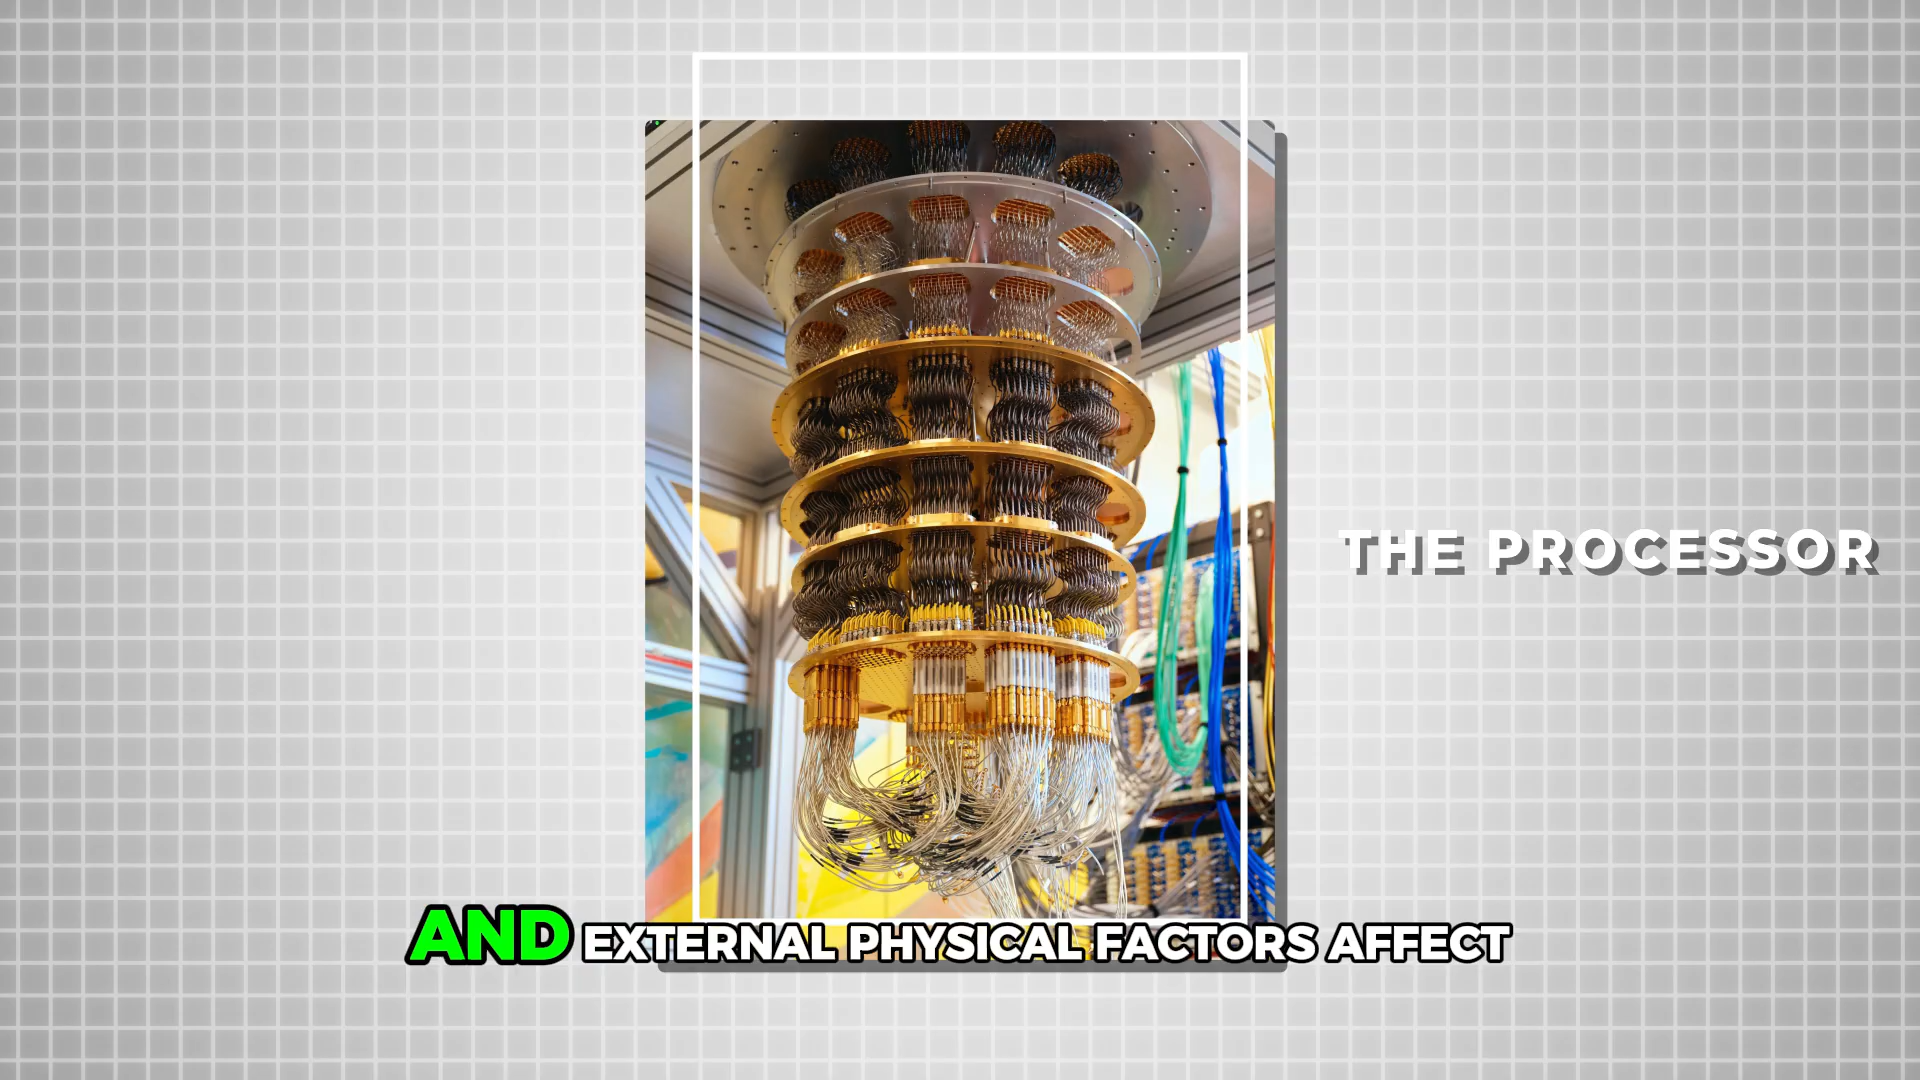 THE PROCESSOR
AND EXTERNAL PHYSICAL FACTORS AFFECT